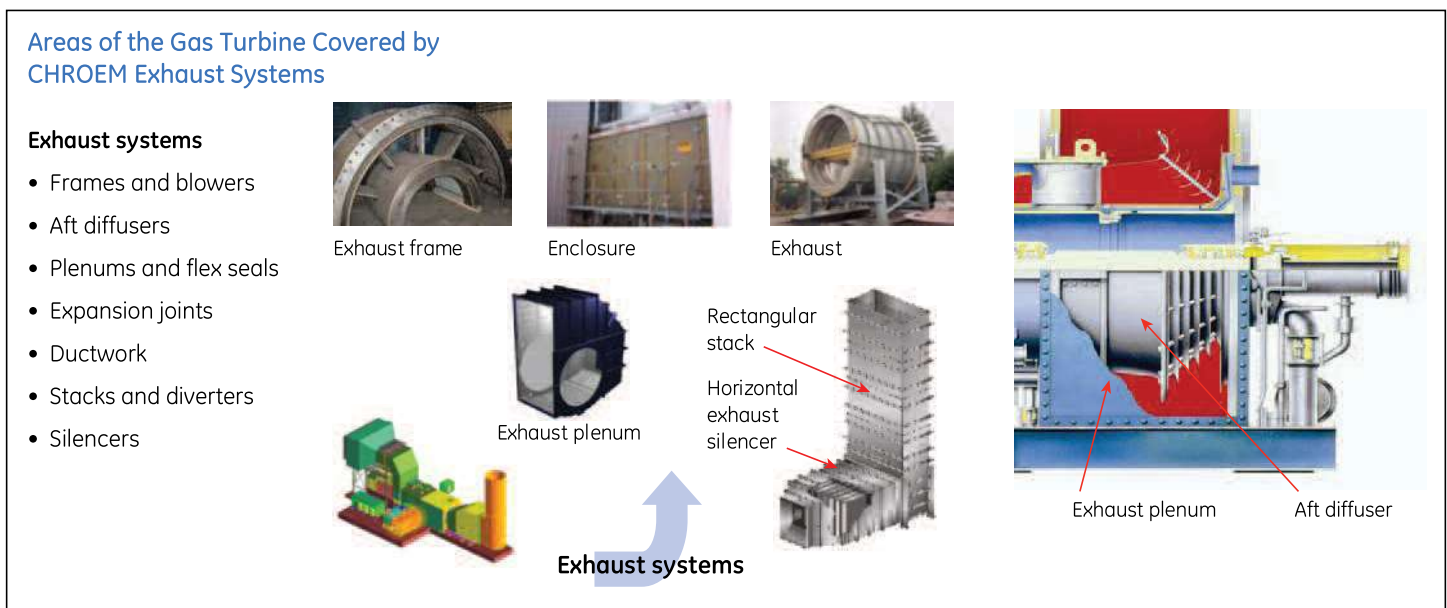 Areas of the Gas Turbine Covered by
CHROEM Exhaust Systems
Exhaust systems
• Frames and blowers
• Aft diffusers
• Plenums and flex seals
• Expansion joints
• Ductwork
• Stacks and diverters
• Silencers
Exhaust frame
Enclosure
Exhaust
Exhaust plenum
Rectangular
stack
Horizontal
exhaust
silencer
Exhaust systems
Exhaust plenum
Aft diffuser